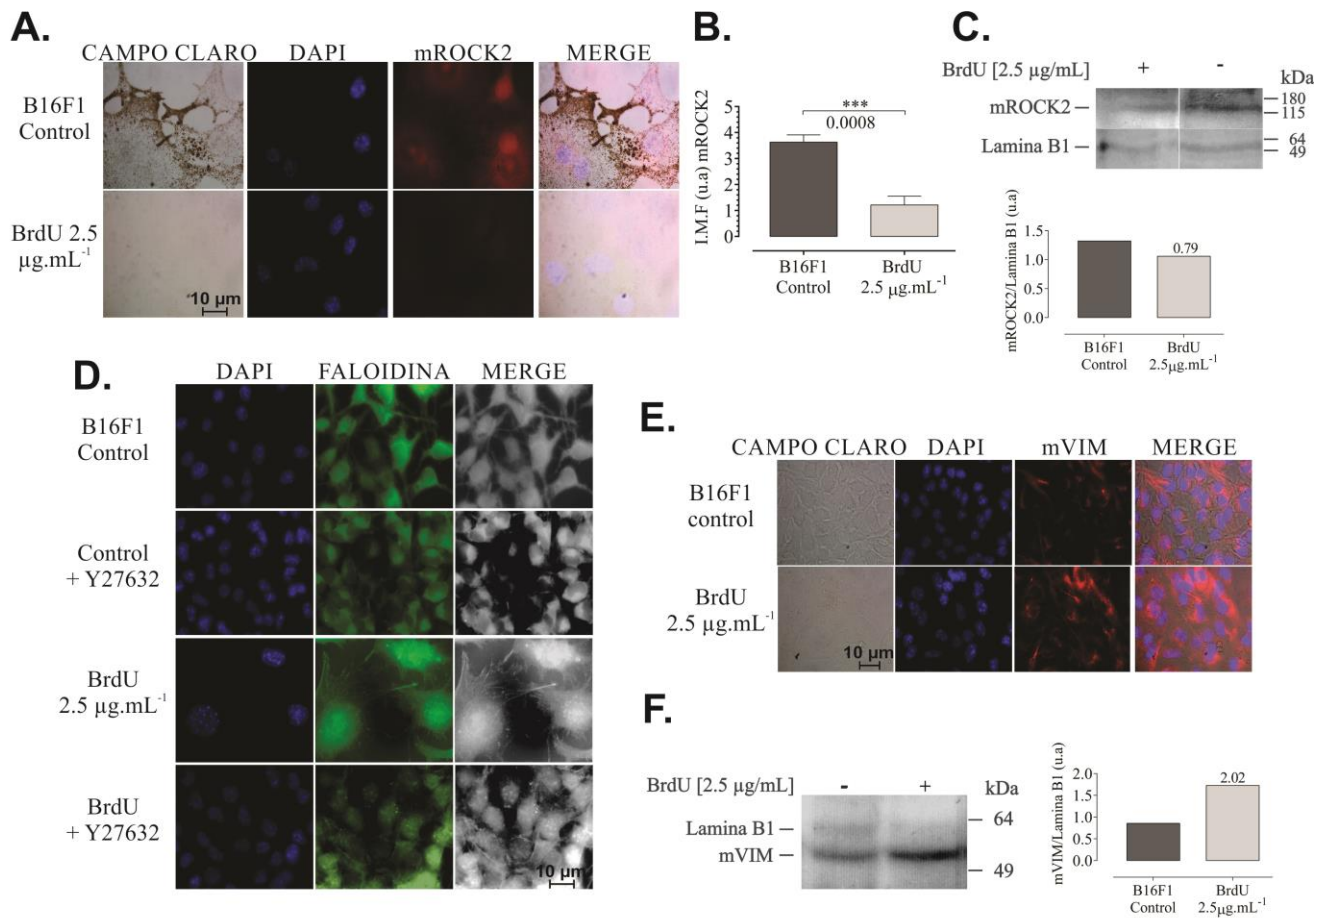 A.
CAMPO CLARO DAPI mROCK2 MERGE
B16F1
Control
BrdU 2.5
µg.mL-1
10 µm
B.
I.M.F (u.a) mROCK2
5
4
3
2
1
0
***
0.0008
B16F1
Control
BrdU
2.5 µg.mL-1
C.
BrdU [2.5 µg/mL] + -
kDa
mROCK2
180
115
Lamina B1
64
49
mROCK2/Lamina B1 (u.a)
1.5
1.0
0.5
0.0
0.79
B16F1
Control
BrdU
2.5µg.mL-1
D.
DAPI FALOIDINA MERGE
B16F1
Control
Control
+ Y27632
BrdU
2.5 µg.mL-1
BrdU
+ Y27632
10 µm
E.
CAMPO CLARO DAPI mVIM MERGE
B16F1
control
BrdU
2.5 µg.mL-1
10 µm
F.
BrdU [2.5 µg/mL] - + kDa
Lamina B1
mVIM
64
49
mVIM/Lamina B1 (u.a)
2.0
1.5
1.0
0.5
0.0
2.02
B16F1
Control
BrdU
2.5µg.mL-1